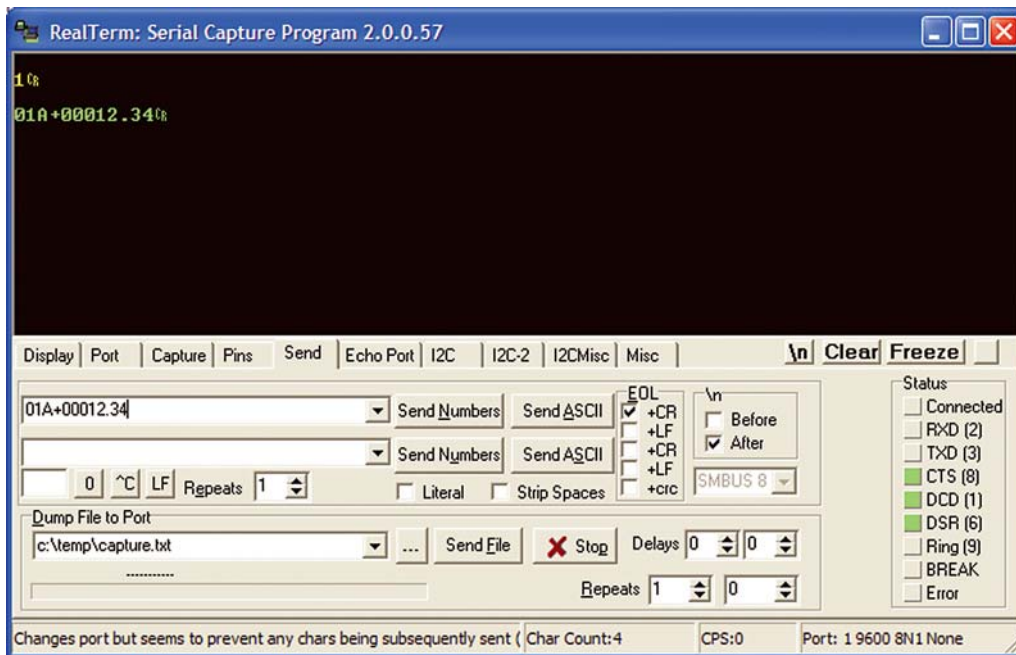 RealTerm: Serial Capture Program 2.0.0.57
1CR
01A+00012.34CR
Display Port Capture Pins Send Echo Port I2C I2C-2 I2CMisc Misc \n Clear Freeze
01A+00012.34 Send Numbers Send ASCII
Send Numbers Send ASCII
0 ^C LF Repeats 1 Literal Strip Spaces
EOL
+CR
+LF
+CR
+LF
+crc
\n
Before
After
SMBUS 8
Status
Connected
RXD (2)
TXD (3)
CTS (8)
DCD (1)
DSR (6)
Ring (9)
BREAK
Error
Dump File to Port
c:\temp\capture.txt ... Send File Stop Delays 0 0
Repeats 1 0
Changes port but seems to prevent any chars being subsequently sent ( Char Count:4 CPS:0 Port: 1 9600 8N1 None